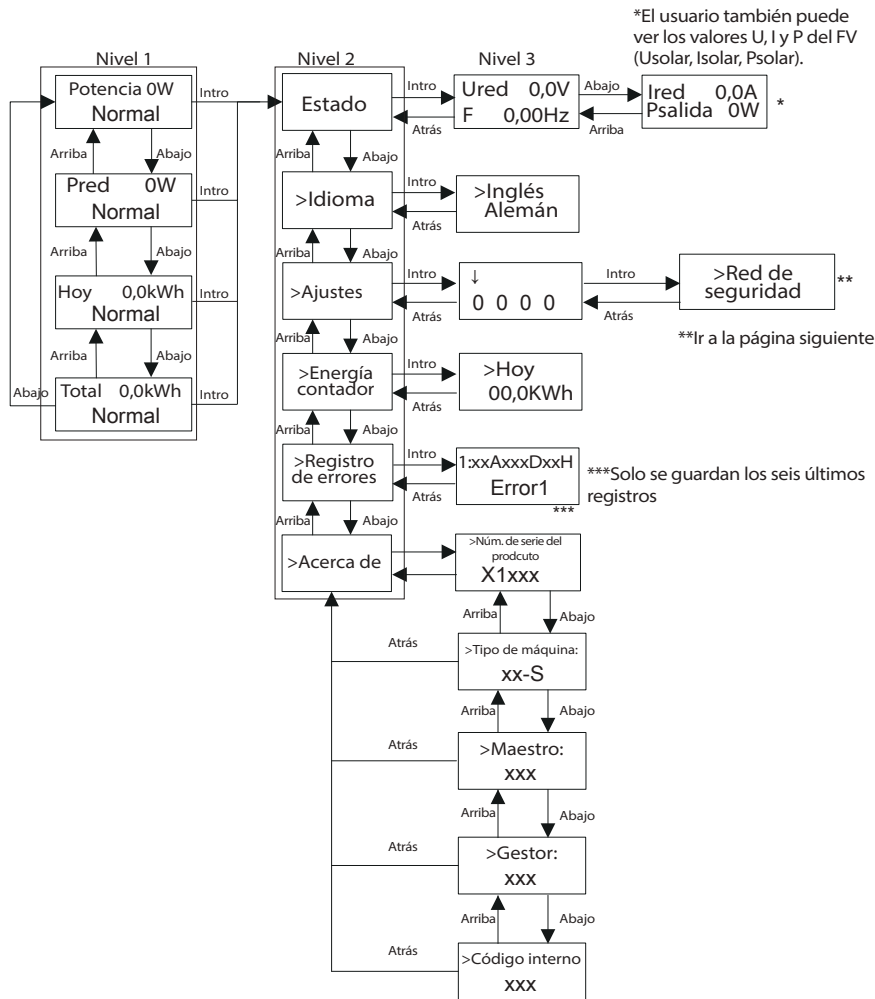 *El usuario también puede
ver los valores U, I y P del FV
(Usolar, Isolar, Psolar).
Nivel 1
Nivel 2
Nivel 3
Potencia 0W
Normal
Intro
Arriba
Abajo
Pred 0W
Normal
Intro
Arriba
Abajo
Hoy 0,0kWh
Normal
Intro
Arriba
Abajo
Abajo
Total 0,0kWh
Normal
Intro
Estado
Intro
Atrás
Ured 0,0V
F 0,00Hz
Abajo
Arriba
Ired 0,0A
Psalida 0W
*
Arriba
Abajo
>Idioma
Intro
Atrás
>Inglés
Alemán
Arriba
Abajo
>Ajustes
Intro
Atrás
↓
0 0 0 0
Intro
Atrás
>Red de
seguridad
**
**Ir a la página siguiente
Arriba
Abajo
>Energía
contador
Intro
Atrás
>Hoy
00,0KWh
Arriba
Abajo
>Registro
de errores
Intro
Atrás
1:xxAxxxDxxH
Error1
***
***Solo se guardan los seis últimos
registros
Arriba
Abajo
>Acerca de
>Núm. de serie del
prodcuto
X1xxx
Arriba
Abajo
Atrás
>Tipo de máquina:
xx-S
Arriba
Abajo
Atrás
>Maestro:
xxx
Arriba
Abajo
Atrás
>Gestor:
xxx
Arriba
Abajo
Atrás
>Código interno
xxx